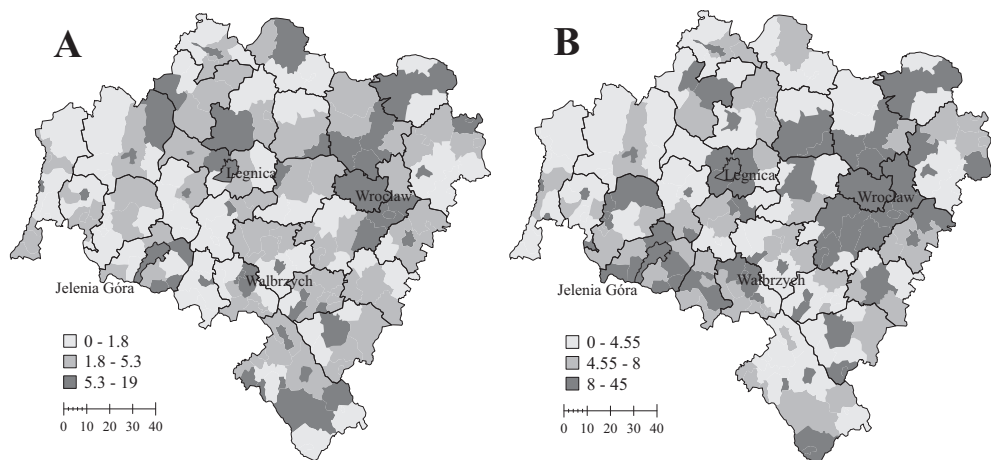 A
Legnica
Wrocław
Jelenia Góra
Wałbrzych
0 - 1.8
1.8 - 5.3
5.3 - 19
0 10 20 30 40
B
Legnica
Wrocław
Jelenia Góra
Wałbrzych
0 - 4.55
4.55 - 8
8 - 45
0 10 20 30 40